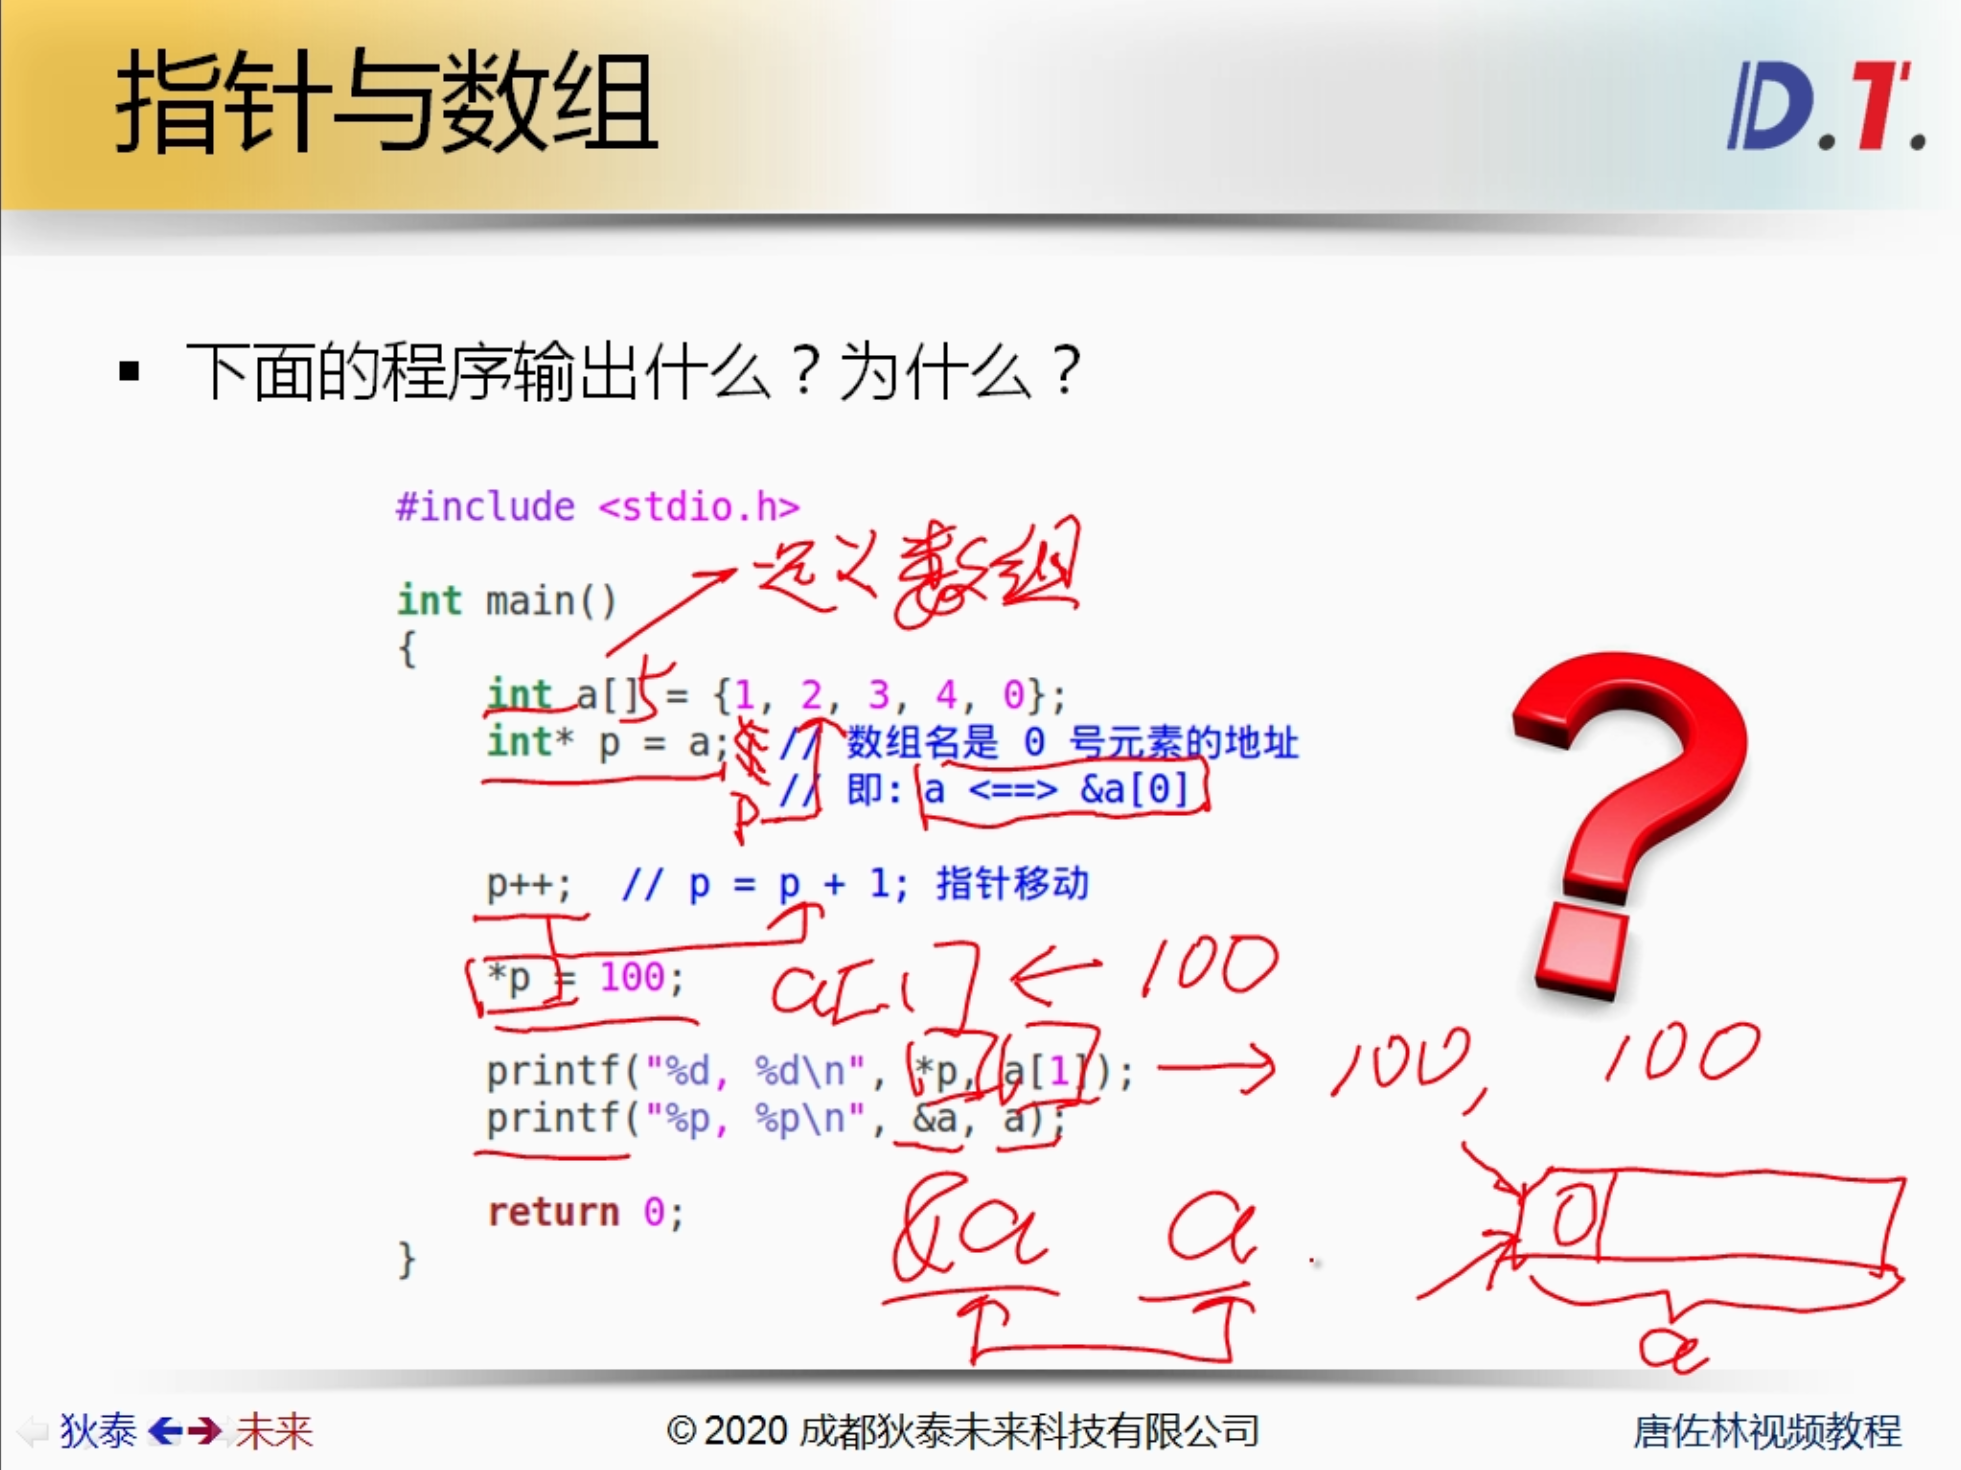 指针与数组
D.T.
▪ 下面的程序输出什么？为什么？
#include <stdio.h>
定义数组
int main()
{
int a[] = {1, 2, 3, 4, 0};
5
int* p = a; // 数组名是 0 号元素的地址
// 即: a <==> &a[0]
p
p++; // p = p + 1; 指针移动
*p = 100;
a[1] ← 100
printf("%d, %d\n", *p, a[1]); → 100, 100
printf("%p, %p\n", &a, a);
return 0;
&a a
0
}
a
狄泰 未来
© 2020 成都狄泰未来科技有限公司
唐佐林视频教程